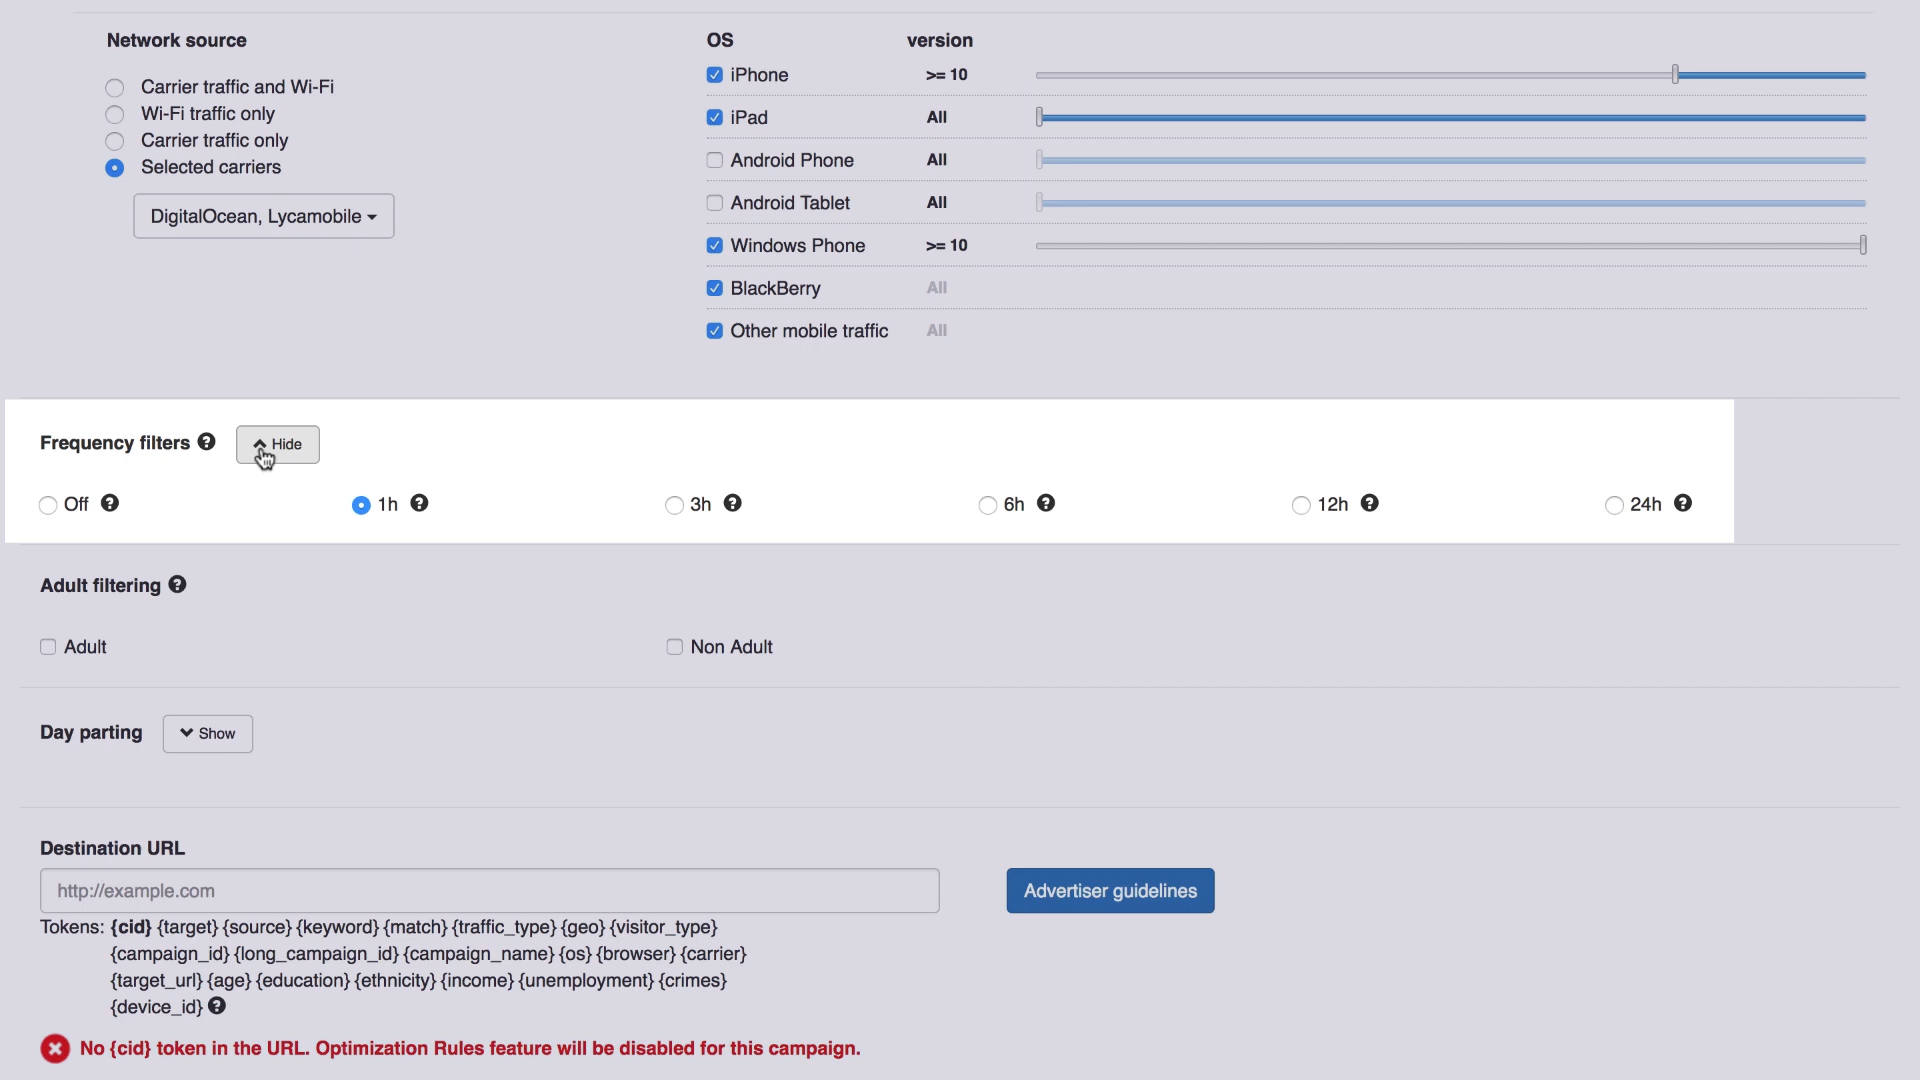 Network source
Carrier traffic and Wi-Fi
Wi-Fi traffic only
Carrier traffic only
Selected carriers
DigitalOcean, Lycamobile
OS version
iPhone >= 10
iPad All
Android Phone All
Android Tablet All
Windows Phone >= 10
BlackBerry All
Other mobile traffic All
Frequency filters ? Hide
Off ? 1h ? 3h ? 6h ? 12h ? 24h ?
Adult filtering ?
Adult Non Adult
Day parting Show
Destination URL
http://example.com Advertiser guidelines
Tokens: {cid} {target} {source} {keyword} {match} {traffic_type} {geo} {visitor_type}
{campaign_id} {long_campaign_id} {campaign_name} {os} {browser} {carrier}
{target_url} {age} {education} {ethnicity} {income} {unemployment} {crimes}
{device_id} ?
No {cid} token in the URL. Optimization Rules feature will be disabled for this campaign.